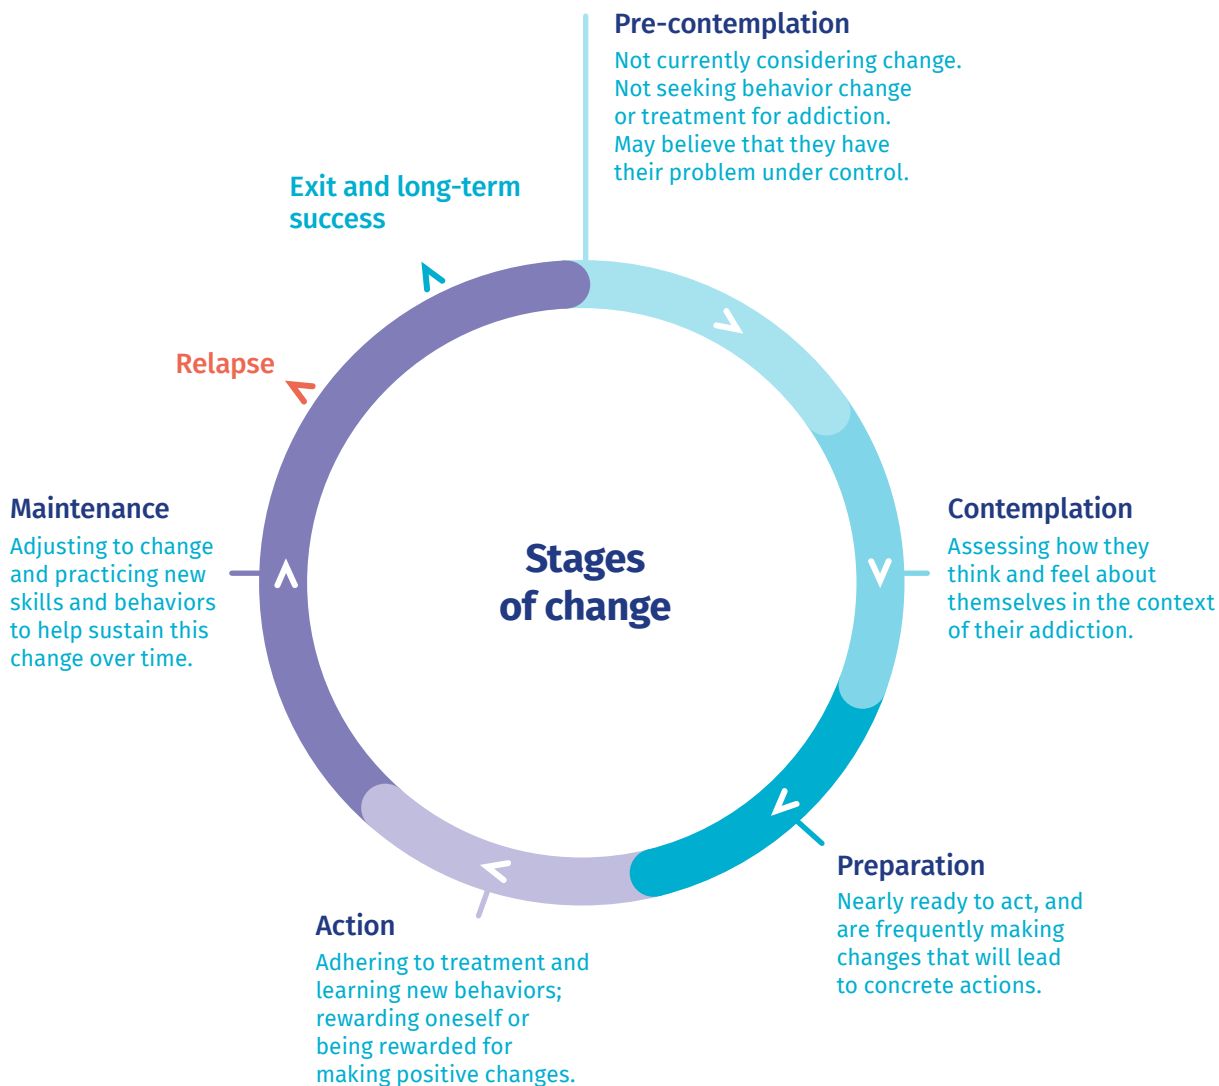 Pre-contemplation
Not currently considering change.
Not seeking behavior change
or treatment for addiction.
May believe that they have
their problem under control.
Exit and long-term
success
Relapse
Maintenance
Adjusting to change
and practicing new
skills and behaviors
to help sustain this
change over time.
Stages
of change
Contemplation
Assessing how they
think and feel about
themselves in the context
of their addiction.
Preparation
Nearly ready to act, and
are frequently making
changes that will lead
to concrete actions.
Action
Adhering to treatment and
learning new behaviors;
rewarding oneself or
being rewarded for
making positive changes.